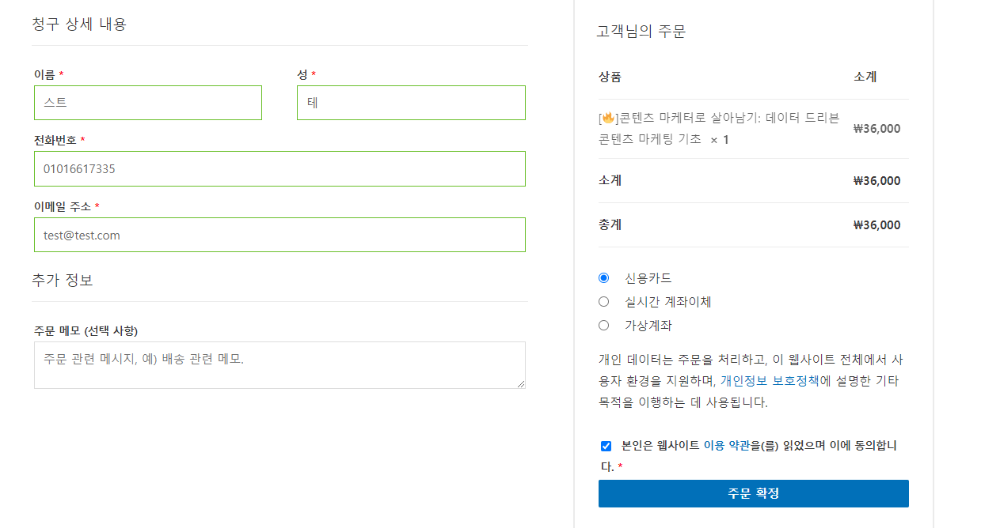 청구 상세 내용
이름 *
성 *
스트
테
전화번호 *
01016617335
이메일 주소 *
test@test.com
추가 정보
주문 메모 (선택 사항)
주문 관련 메시지, 예) 배송 관련 메모.
고객님의 주문
상품 소계
[🔥]콘텐츠 마케터로 살아남기: 데이터 드리븐
콘텐츠 마케팅 기초 × 1
₩36,000
소계 ₩36,000
총계 ₩36,000
신용카드
실시간 계좌이체
가상계좌
개인 데이터는 주문을 처리하고, 이 웹사이트 전체에서 사
용자 환경을 지원하며, 개인정보 보호정책에 설명한 기타
목적을 이행하는 데 사용됩니다.
본인은 웹사이트 이용 약관을(를) 읽었으며 이에 동의합니
다. *
주문 확정